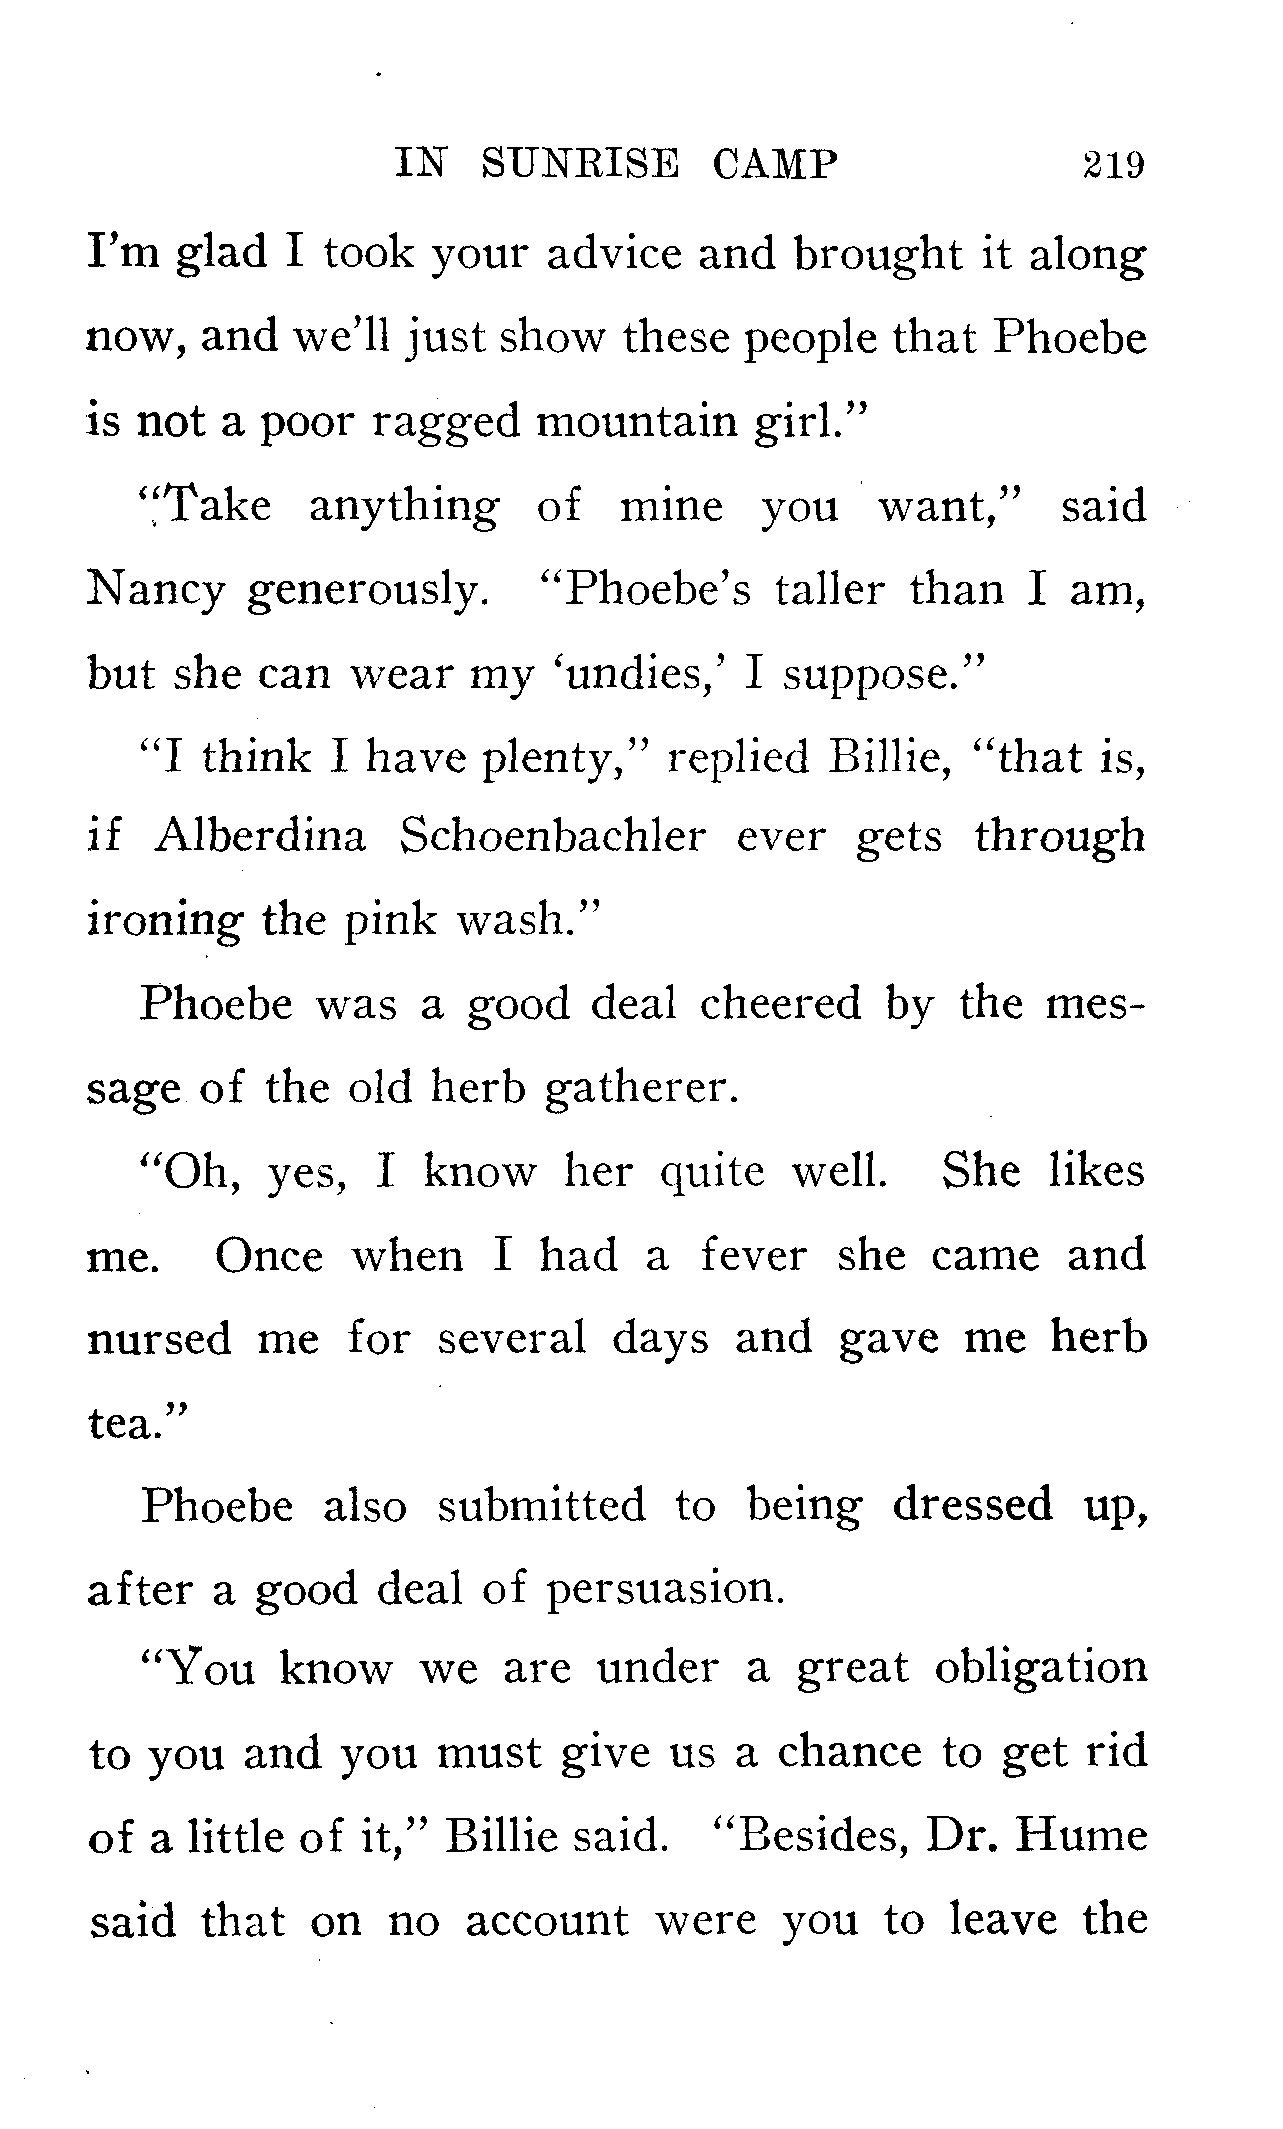 IN SUNRISE CAMP 219
I'm glad I took your advice and brought it along
now, and we'll just show these people that Phoebe
is not a poor ragged mountain girl."
"Take anything of mine you want," said
Nancy generously. "Phoebe's taller than I am,
but she can wear my 'undies,' I suppose."
"I think I have plenty," replied Billie, "that is,
if Alberdina Schoenbachler ever gets through
ironing the pink wash."
Phoebe was a good deal cheered by the mes-
sage of the old herb gatherer.
"Oh, yes, I know her quite well. She likes
me. Once when I had a fever she came and
nursed me for several days and gave me herb
tea."
Phoebe also submitted to being dressed up,
after a good deal of persuasion.
"You know we are under a great obligation
to you and you must give us a chance to get rid
of a little of it," Billie said. "Besides, Dr. Hume
said that on no account were you to leave the